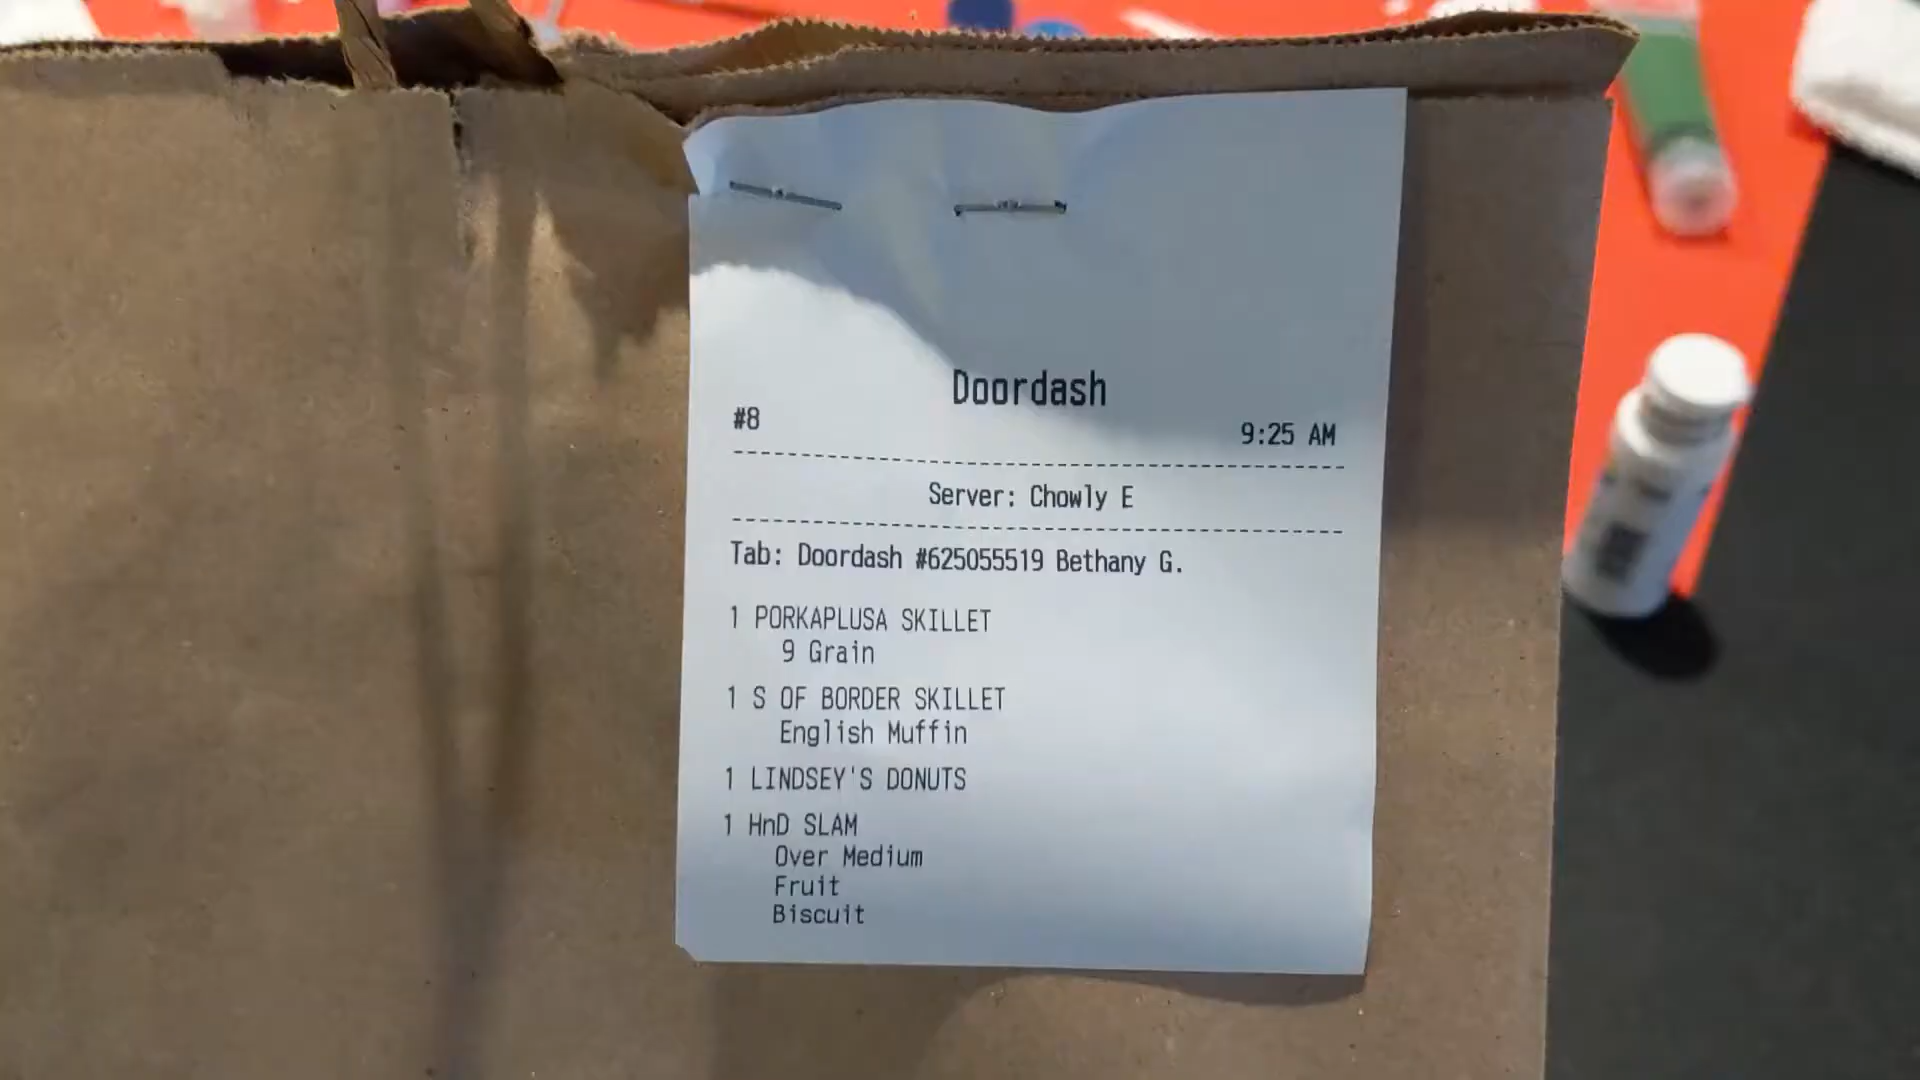 Doordash
#8 9:25 AM
Server: Chowly E
Tab: Doordash #625055519 Bethany G.
1 PORKAPLUSA SKILLET
9 Grain
1 S OF BORDER SKILLET
English Muffin
1 LINDSEY'S DONUTS
1 HnD SLAM
Over Medium
Fruit
Biscuit